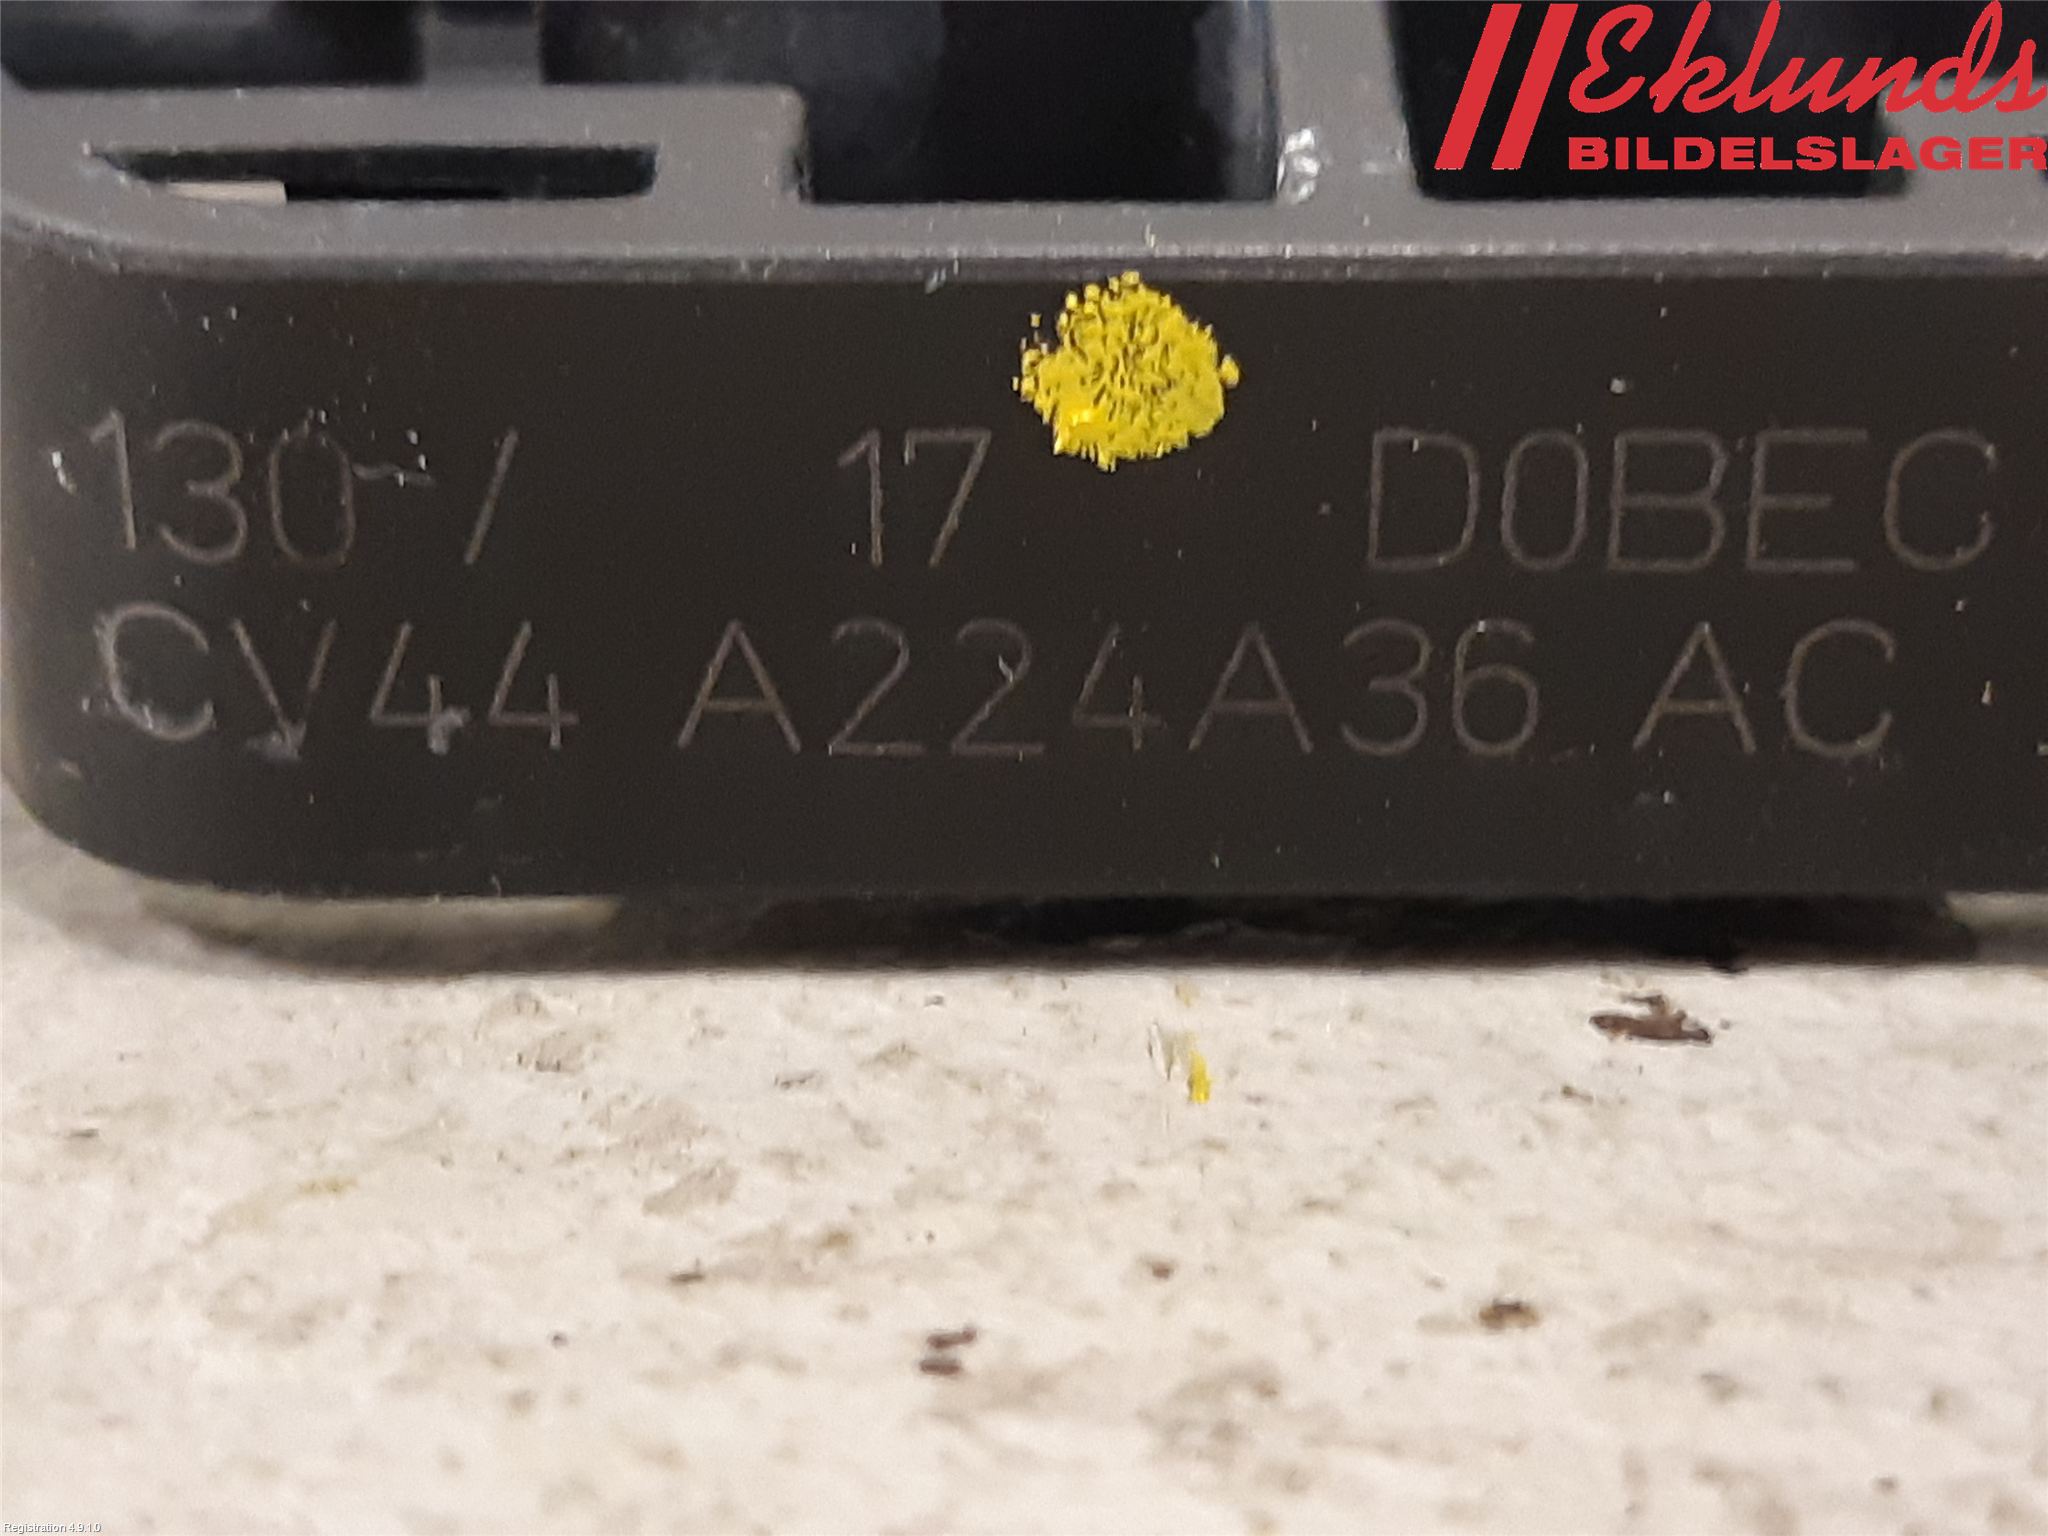 Eklunds
BILDELSLAGER
130 / 17 D0BEC
CV44 A224A36 AC
Registration 4.9.1.0